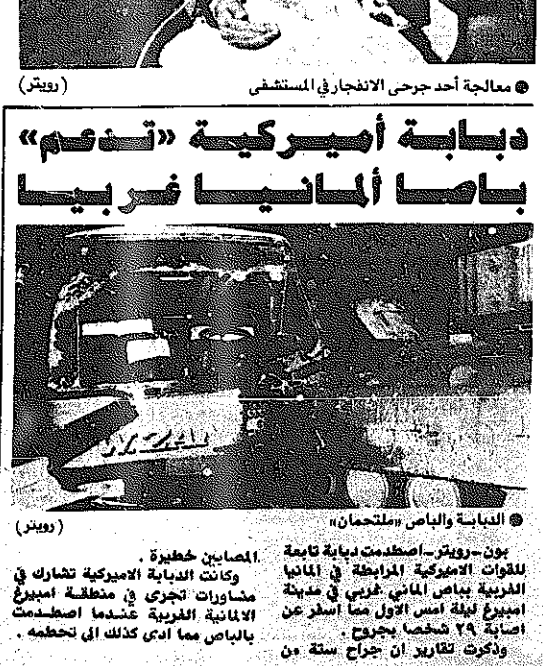 معالجة أحد جرحى الانفجار في المستشفى
(رويتر)
دبابة أميركية «تدعم»
باصا ألمانيا غربيا
الدبابة والباص «ملتحمان»
(رويتر)
بون-رويتر-اصطدمت دبابة تابعة
للقوات الاميركية المرابطة في المانيا
الغربية بباص الماني غربي في مدينة
امبيرغ ليلة امس الاول مما أسفر عن
اصابة ٢٩ شخصا بجروح .
وذكرت تقارير ان جراح ستة من
المصابين خطيرة .
وكانت الدبابة الاميركية تشارك في
مناورات تجرى في منطقة امبيرغ
الالمانية الغربية عندما اصطدمت
بالباص مما ادى كذلك الى تحطمه .